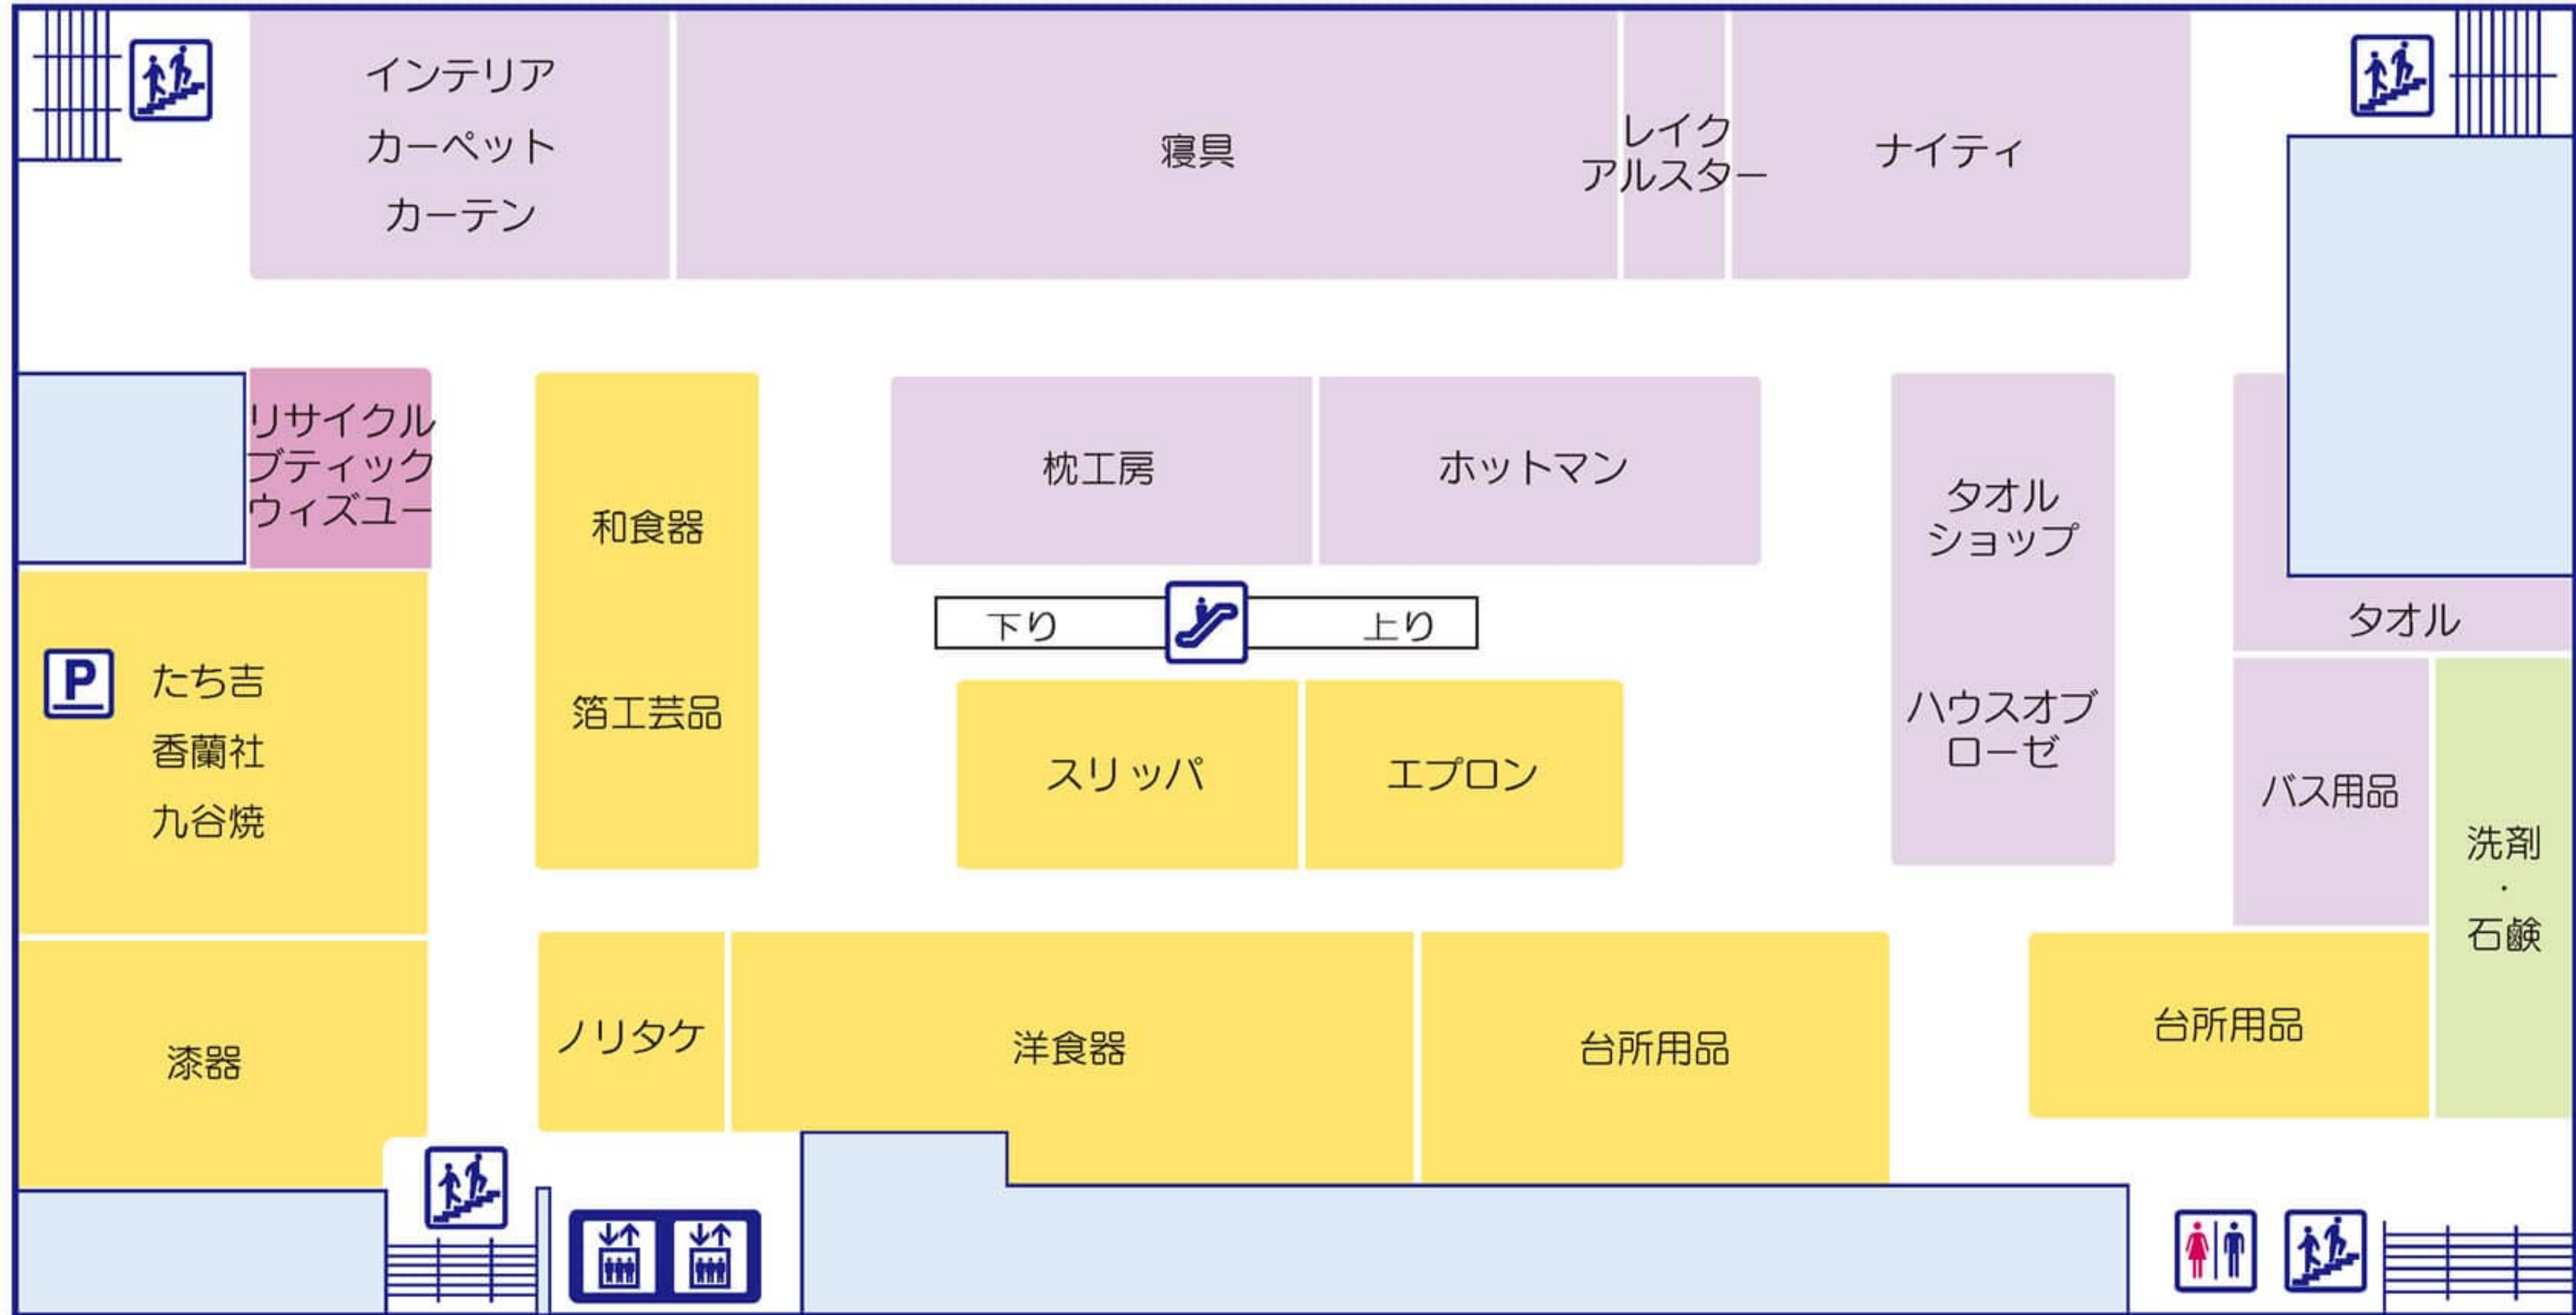 インテリア
カーペット
カーテン
寝具
レイク
アルスター
ナイティ
リサイクル
ブティック
ウィズユー
和食器
箔工芸品
枕工房
ホットマン
タオル
ショップ
ハウスオブ
ローゼ
下り
上り
タオル
P
たち吉
香蘭社
九谷焼
スリッパ
エプロン
バス用品
洗剤
・
石鹸
漆器
ノリタケ
洋食器
台所用品
台所用品